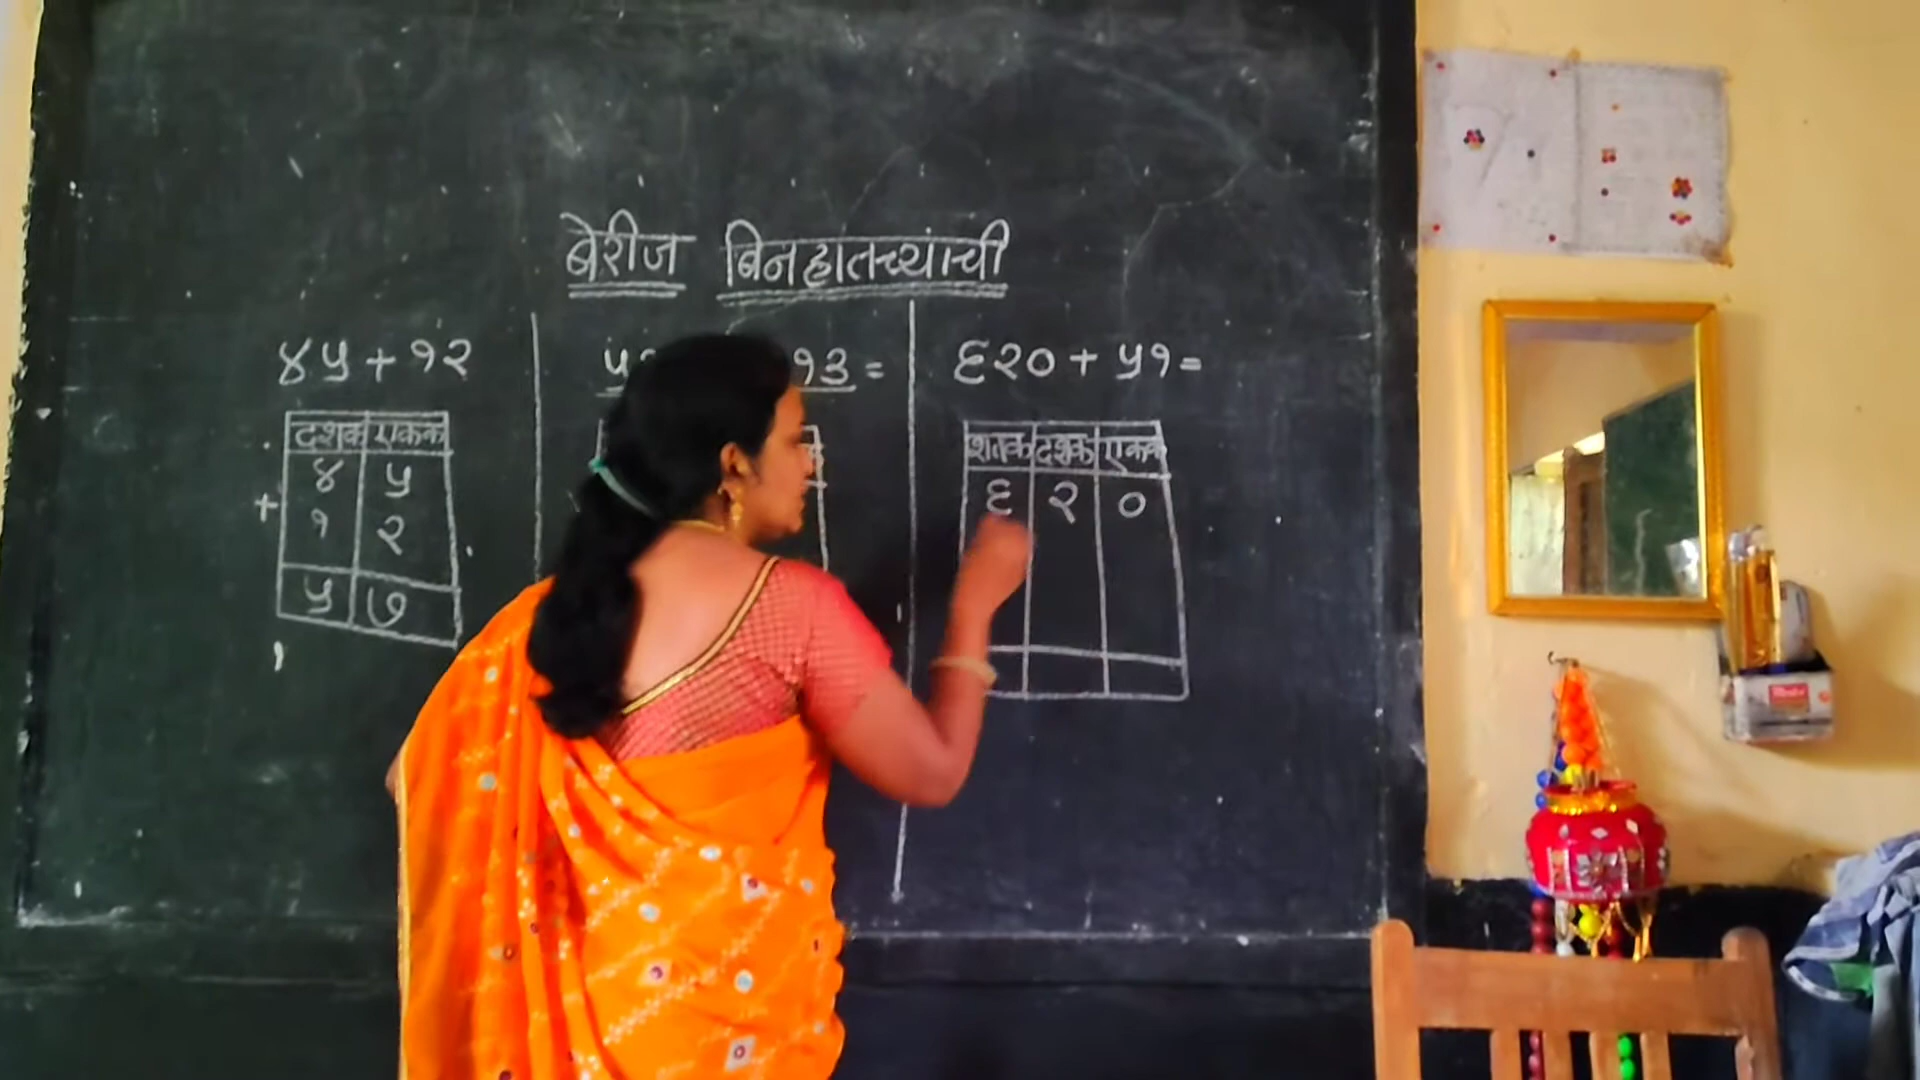 बेरीज बिनहातच्याची
४५ + १२
दशक एकक
४ ५
+ १ २
५ ७
१३ =
६२० + ५१ =
शतक दशक एकक
६ २ ०